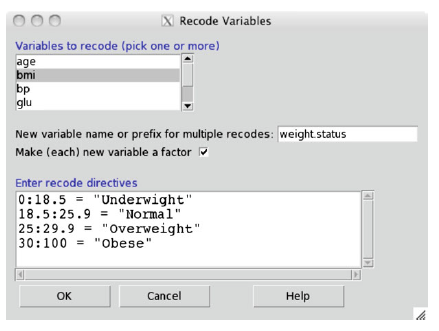 Recode Variables
Variables to recode (pick one or more)
age
bmi
bp
glu
New variable name or prefix for multiple recodes: weight.status
Make (each) new variable a factor
Enter recode directives
0:18.5 = "Underwight"
18.5:25.9 = "Normal"
25:29.9 = "Overweight"
30:100 = "Obese"
OK Cancel Help